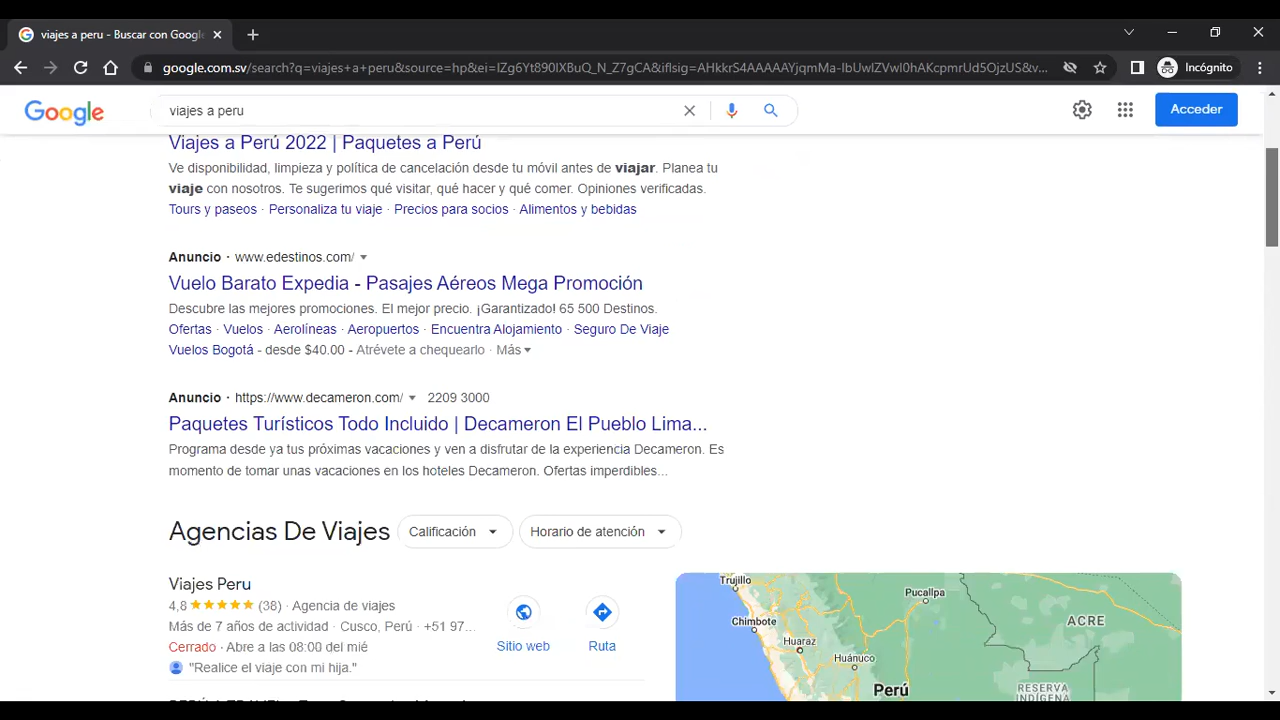 viajes a peru - Buscar con Google
google.com.sv/search?q=viajes+a+peru&source=hp&ei=IZg6Yt890IXBuQ_N_Z7gCA&iflsig=AHkkrS4AAAAAYjqmMa-IbUwlZVwl0hAKcpmrUd5OjzUS&v...
Incógnito
Google
viajes a peru
Acceder
Viajes a Perú 2022 | Paquetes a Perú
Ve disponibilidad, limpieza y política de cancelación desde tu móvil antes de viajar. Planea tu
viaje con nosotros. Te sugerimos qué visitar, qué hacer y qué comer. Opiniones verificadas.
Tours y paseos · Personaliza tu viaje · Precios para socios · Alimentos y bebidas
Anuncio · www.edestinos.com/
Vuelo Barato Expedia - Pasajes Aéreos Mega Promoción
Descubre las mejores promociones. El mejor precio. ¡Garantizado! 65 500 Destinos.
Ofertas · Vuelos · Aerolíneas · Aeropuertos · Encuentra Alojamiento · Seguro De Viaje
Vuelos Bogotá - desde $40.00 - Atrévete a chequearlo · Más
Anuncio · https://www.decameron.com/ 2209 3000
Paquetes Turísticos Todo Incluido | Decameron El Pueblo Lima...
Programa desde ya tus próximas vacaciones y ven a disfrutar de la experiencia Decameron. Es
momento de tomar unas vacaciones en los hoteles Decameron. Ofertas imperdibles...
Agencias De Viajes
Calificación
Horario de atención
Viajes Peru
4,8 (38) · Agencia de viajes
Más de 7 años de actividad · Cusco, Perú · +51 97...
Cerrado · Abre a las 08:00 del mié
"Realice el viaje con mi hija."
Sitio web
Ruta
Trujillo
Pucallpa
Chimbote
ACRE
Huaraz
Huánuco
Perú
RESERVA
INDÍGENA